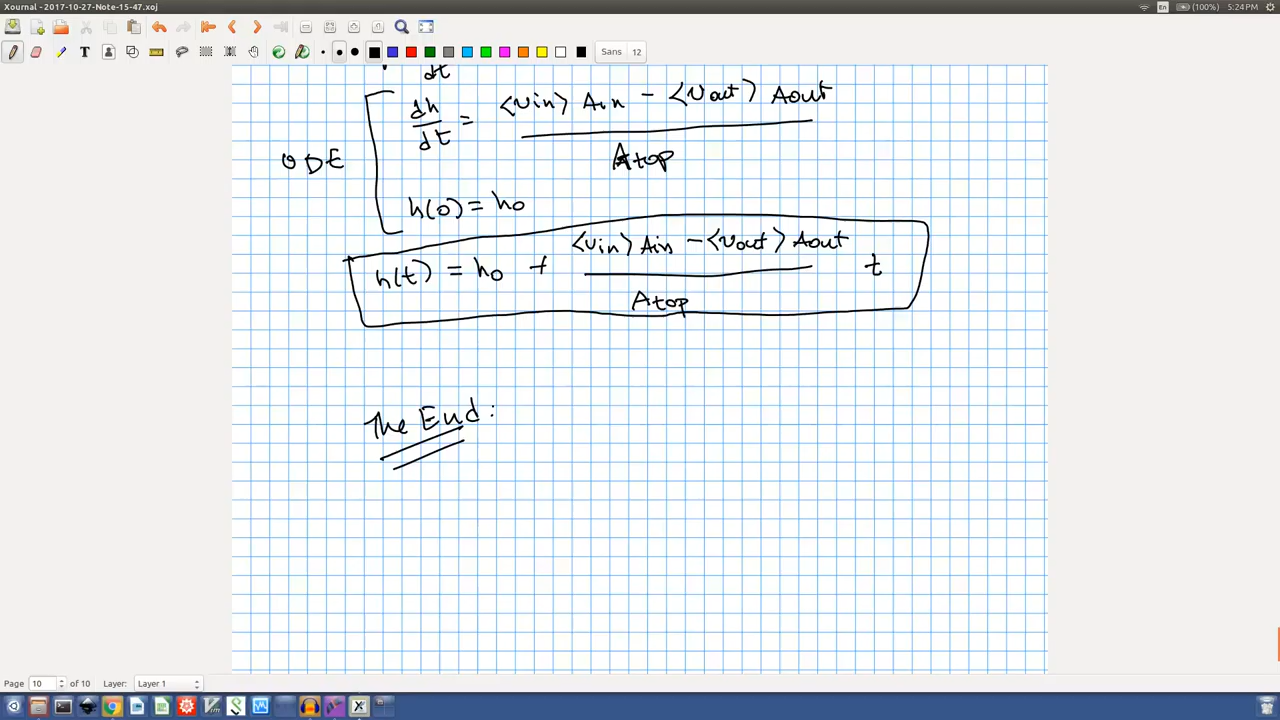 Xournal - 2017-10-27-Note-15-47.xoj
En (100%) 5:24PM
Sans 12
dt
dh/dt = <vin> Ain - <vout> Aout / Atop
ODE
h(0) = h0
h(t) = h0 + <vin> Ain - <vout> Aout / Atop t
The End:
Page 10 of 10 Layer: Layer 1